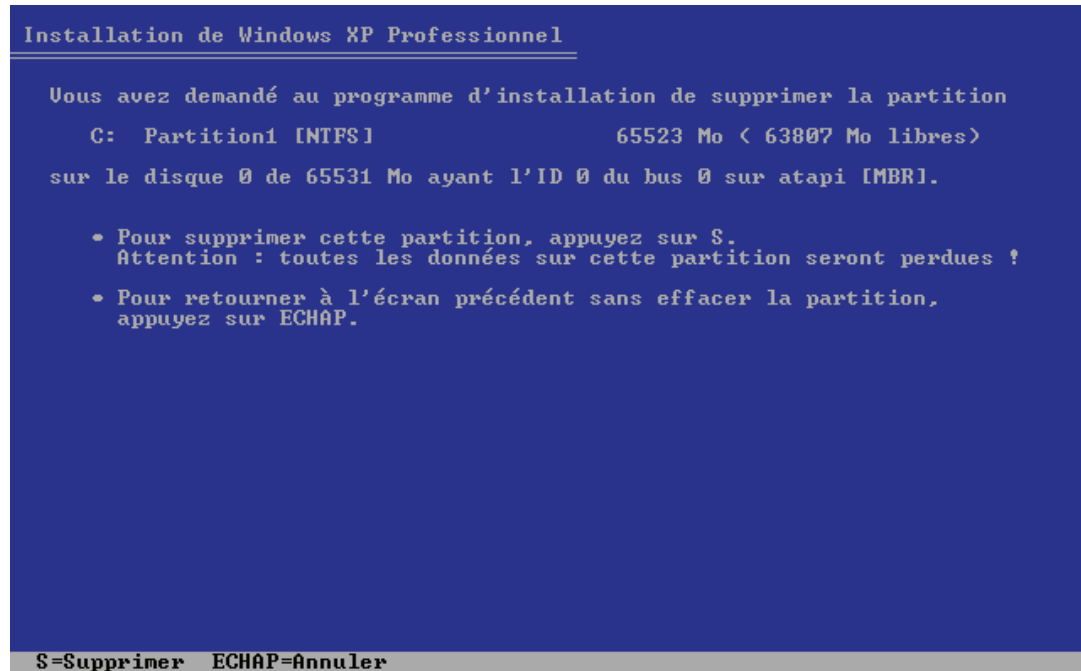 Installation de Windows XP Professionnel
Vous avez demandé au programme d'installation de supprimer la partition
C: Partition1 [NTFS] 65523 Mo ( 63807 Mo libres)
sur le disque 0 de 65531 Mo ayant l'ID 0 du bus 0 sur atapi [MBR].
• Pour supprimer cette partition, appuyez sur S.
Attention : toutes les données sur cette partition seront perdues !
• Pour retourner à l'écran précédent sans effacer la partition,
appuyez sur ECHAP.
S=Supprimer ECHAP=Annuler